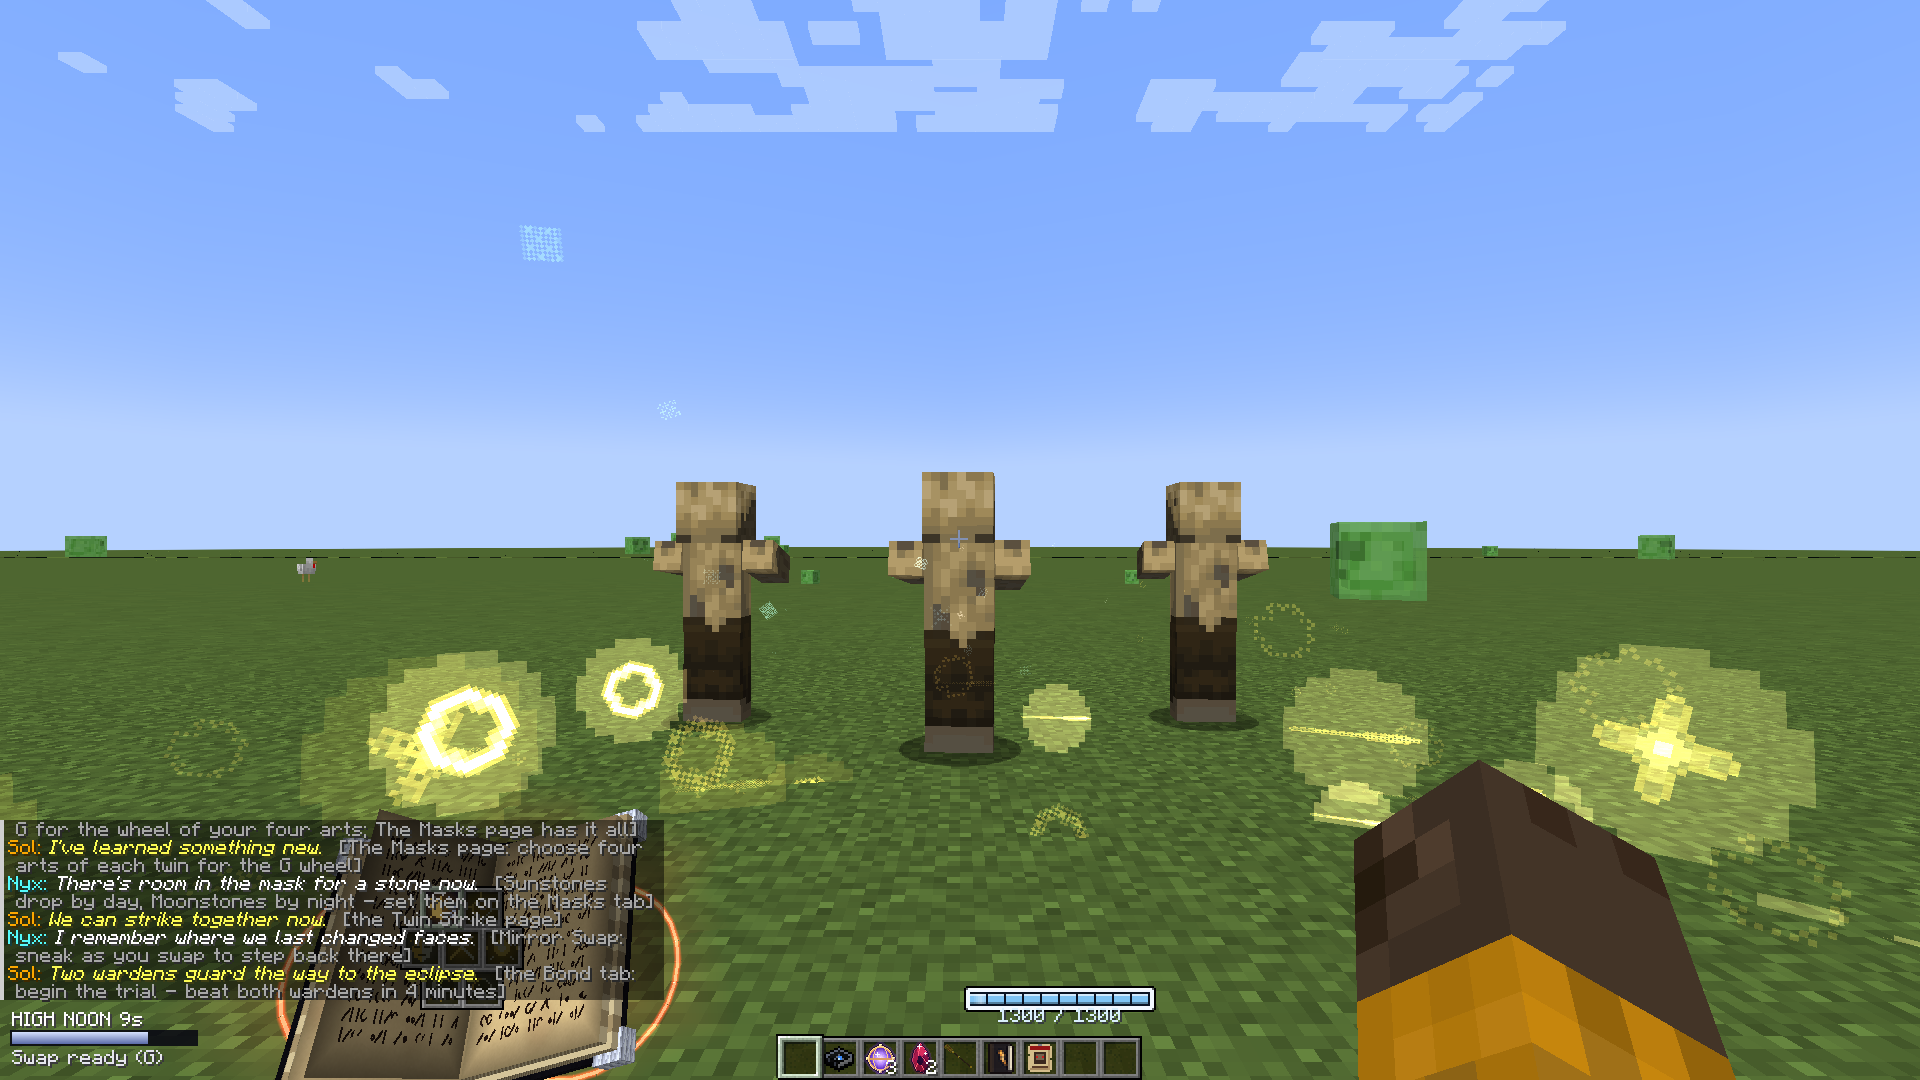 G for the wheel of your four arts; The Masks page has it all]
Sol: I've learned something new. [The Masks page: choose four
arts of each twin for the G wheel]
Nyx: There's room in the mask for a stone now. [Sunstones
drop by day, Moonstones by night - set them on the Masks tab]
Sol: We can strike together now. [the Twin Strike page]
Nyx: I remember where we last changed faces. [Mirror Swap:
sneak as you swap to step back there]
Sol: Two wardens guard the way to the eclipse. [the Bond tab:
begin the trial - beat both wardens in 4 minutes]
HIGH NOON 9s
Swap ready (G)
1300 / 1300
3
2